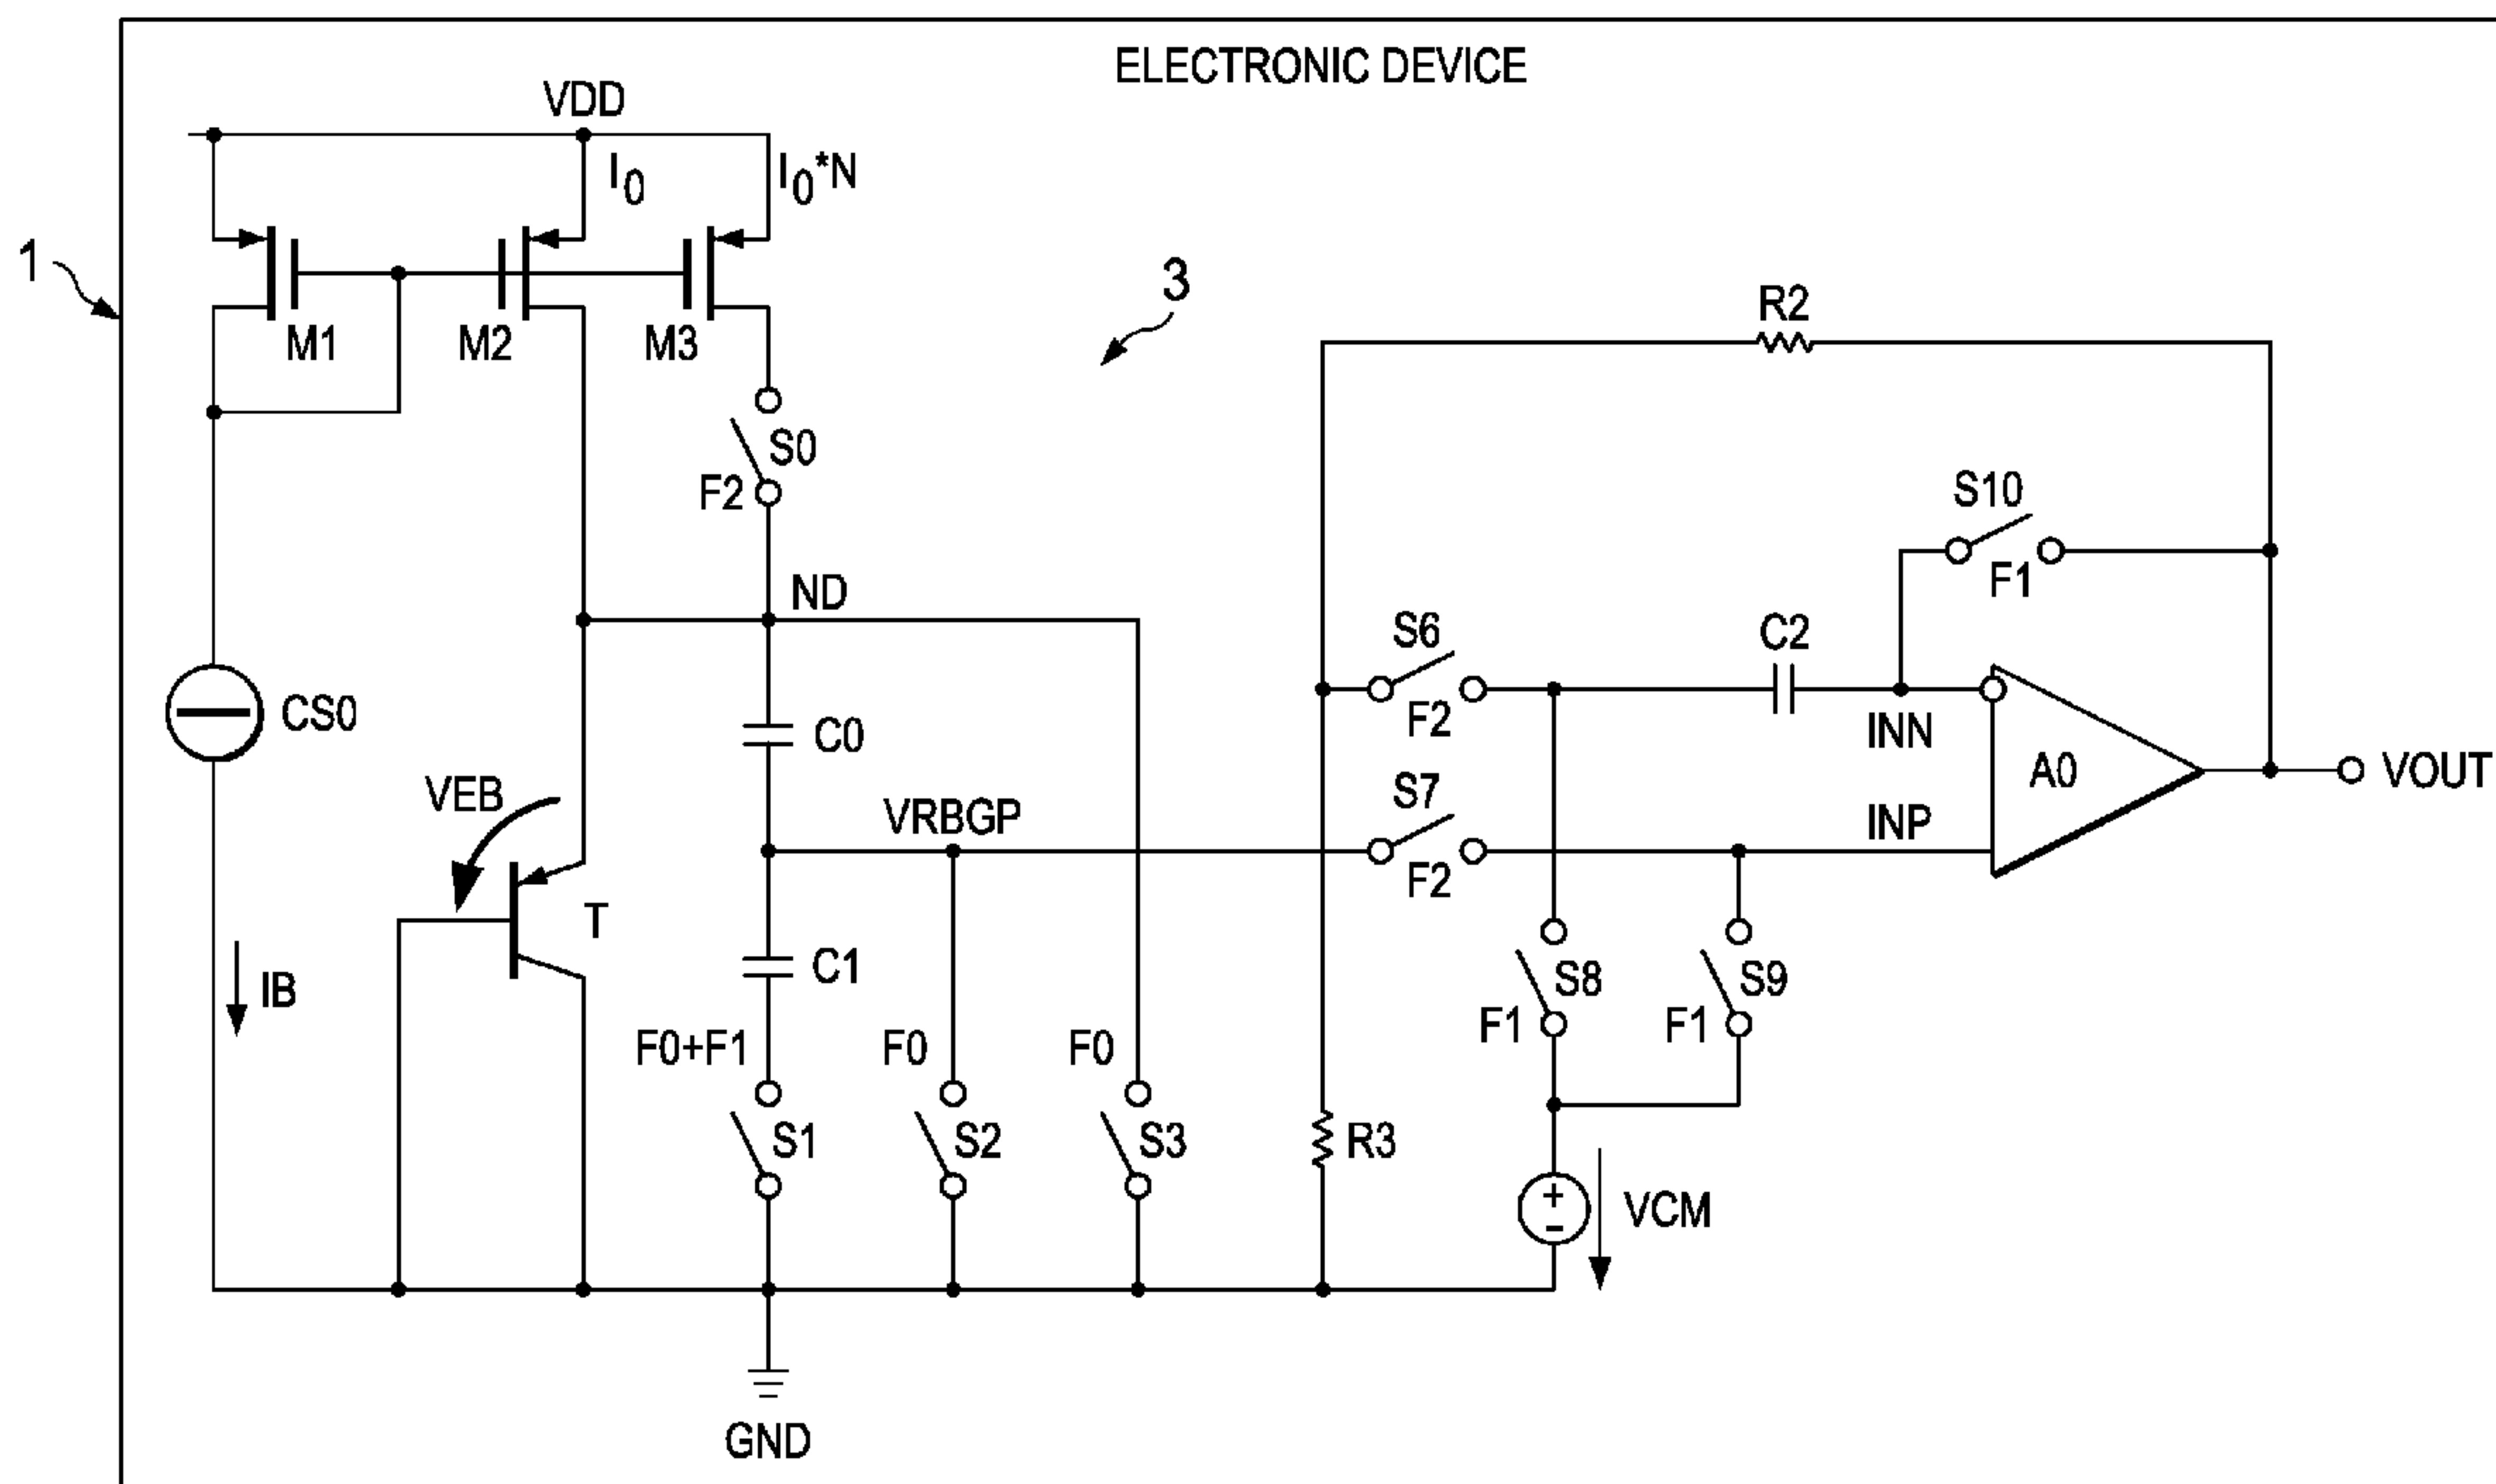 ELECTRONIC DEVICE
VDD
I0
I0*N
1
3
M1
M2
M3
R2
S0
F2
S10
F1
ND
S6
F2
C2
CS0
C0
INN
A0
VOUT
VEB
VRBGP
S7
F2
INP
T
C1
IB
F0+F1
F0
F0
S8
F1
S9
F1
S1
S2
S3
R3
+
-
VCM
GND